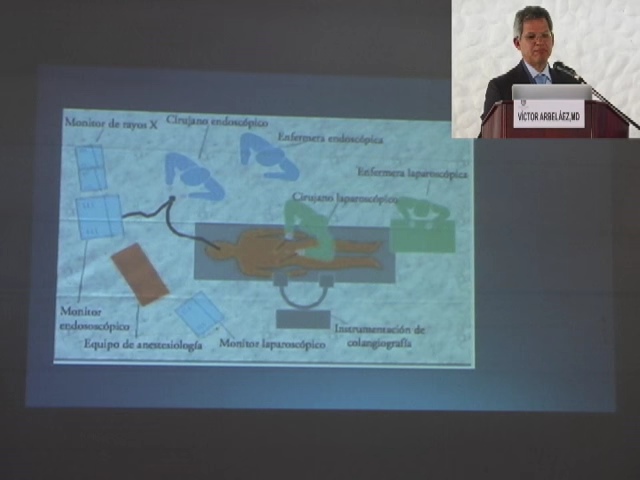 VÍCTOR ARBELÁEZ,MD
Monitor de rayos X
Cirujano endoscópico
Enfermera endoscópica
Enfermera laparoscópica
Cirujano laparoscópico
Monitor
endososcópico
Equipo de anestesiología
Monitor laparoscópico
Instrumentación de
colangiografía